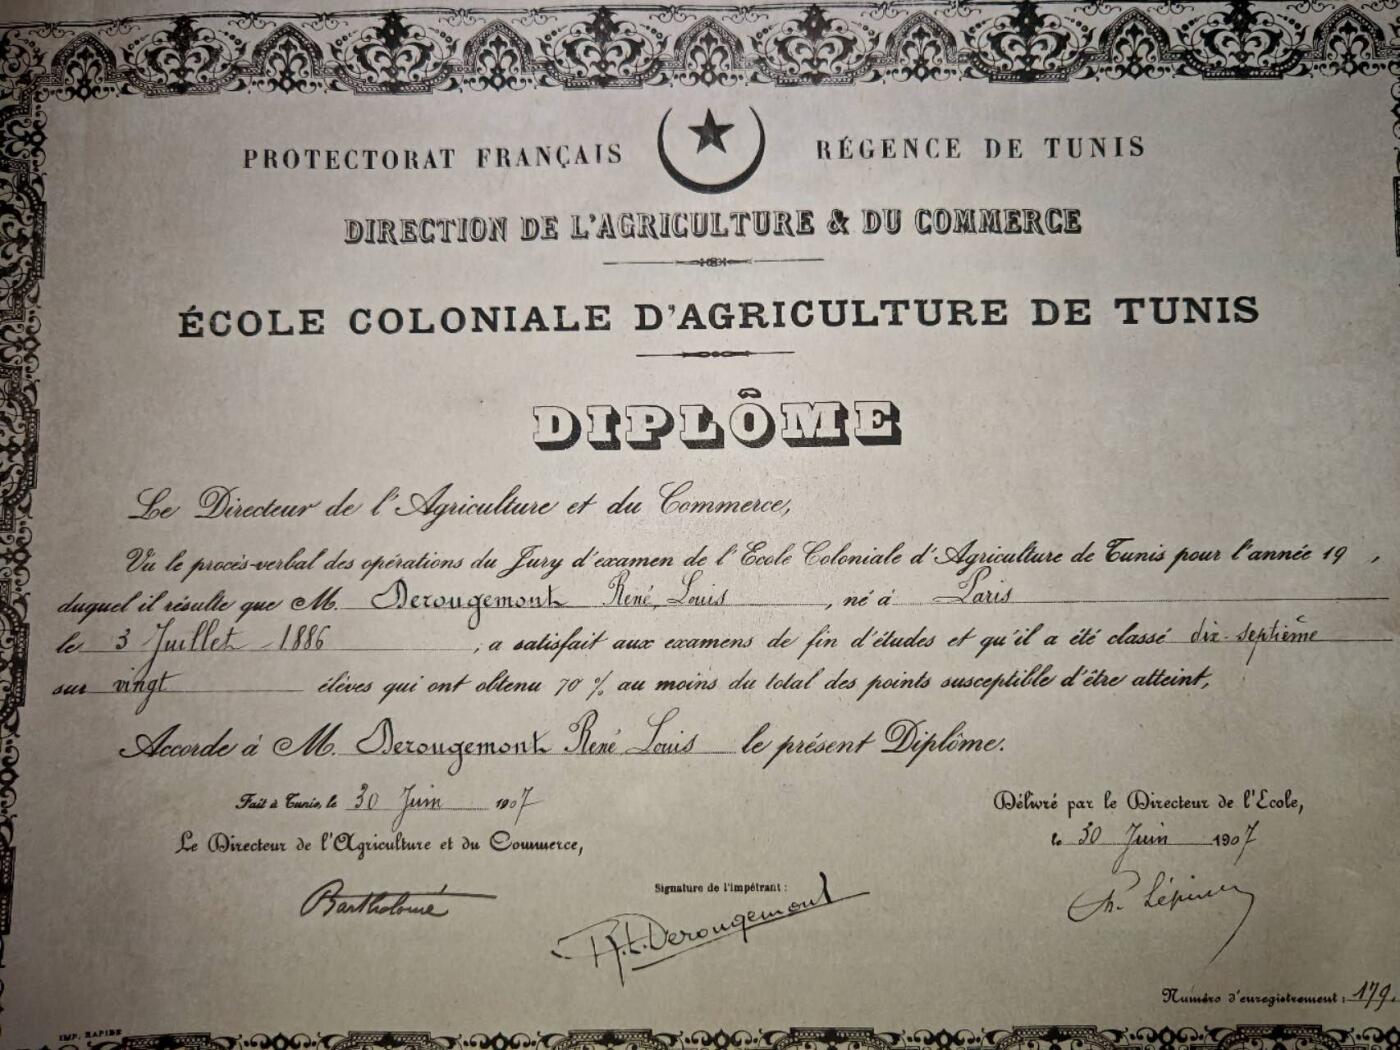 PROTECTORAT FRANÇAIS RÉGENCE DE TUNIS
DIRECTION DE L'AGRICULTURE & DU COMMERCE
ÉCOLE COLONIALE D'AGRICULTURE DE TUNIS
DIPLÔME
Le Directeur de l'Agriculture et du Commerce,
Vu le procès-verbal des opérations du Jury d'examen de l'Ecole Coloniale d'Agriculture de Tunis pour l'année 19 ,
duquel il résulte que M. Derougemont René, Louis , né à Paris
le 3 Juillet 1886 , a satisfait aux examens de fin d'études et qu'il a été classé dix-septième
sur vingt élèves qui ont obtenu 70 % au moins du total des points susceptible d'être atteint,
Accorde à M. Derougemont René Louis le présent Diplôme.
Fait à Tunis, le 30 Juin 1907
Délivré par le Directeur de l'Ecole,
Le Directeur de l'Agriculture et du Commerce,
le 30 Juin 1907
Bartholomé
Signature de l'impétrant :
R.L. Derougemont
Numéro d'enregistrement : 179.
IMP. RAPIDE